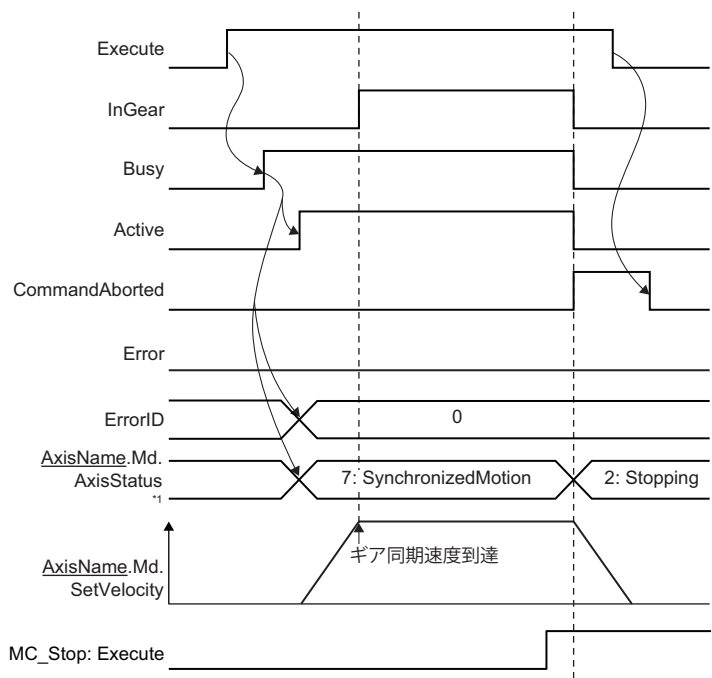 Execute
InGear
Busy
Active
CommandAborted
Error
ErrorID
0
AxisName.Md.
AxisStatus
*1
7: SynchronizedMotion
2: Stopping
AxisName.Md.
SetVelocity
ギア同期速度到達
MC_Stop: Execute